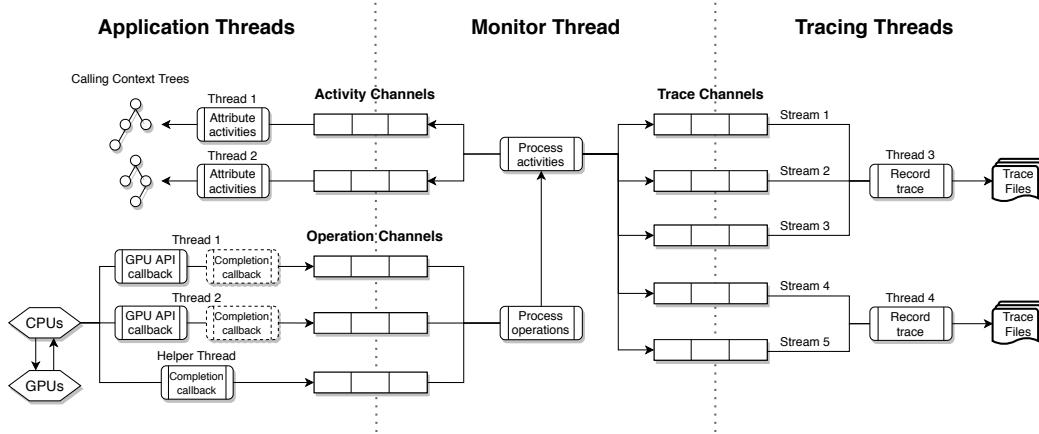 Application Threads
Monitor Thread
Tracing Threads
Calling Context Trees
Thread 1
Attribute
activities
Thread 2
Attribute
activities
Activity Channels
Process
activities
Trace Channels
Stream 1
Stream 2
Stream 3
Thread 3
Record
trace
Trace
Files
Operation Channels
Thread 1
GPU API
callback
Completion
callback
Thread 2
GPU API
callback
Completion
callback
Helper Thread
Completion
callback
CPUs
GPUs
Process
operations
Stream 4
Stream 5
Thread 4
Record
trace
Trace
Files